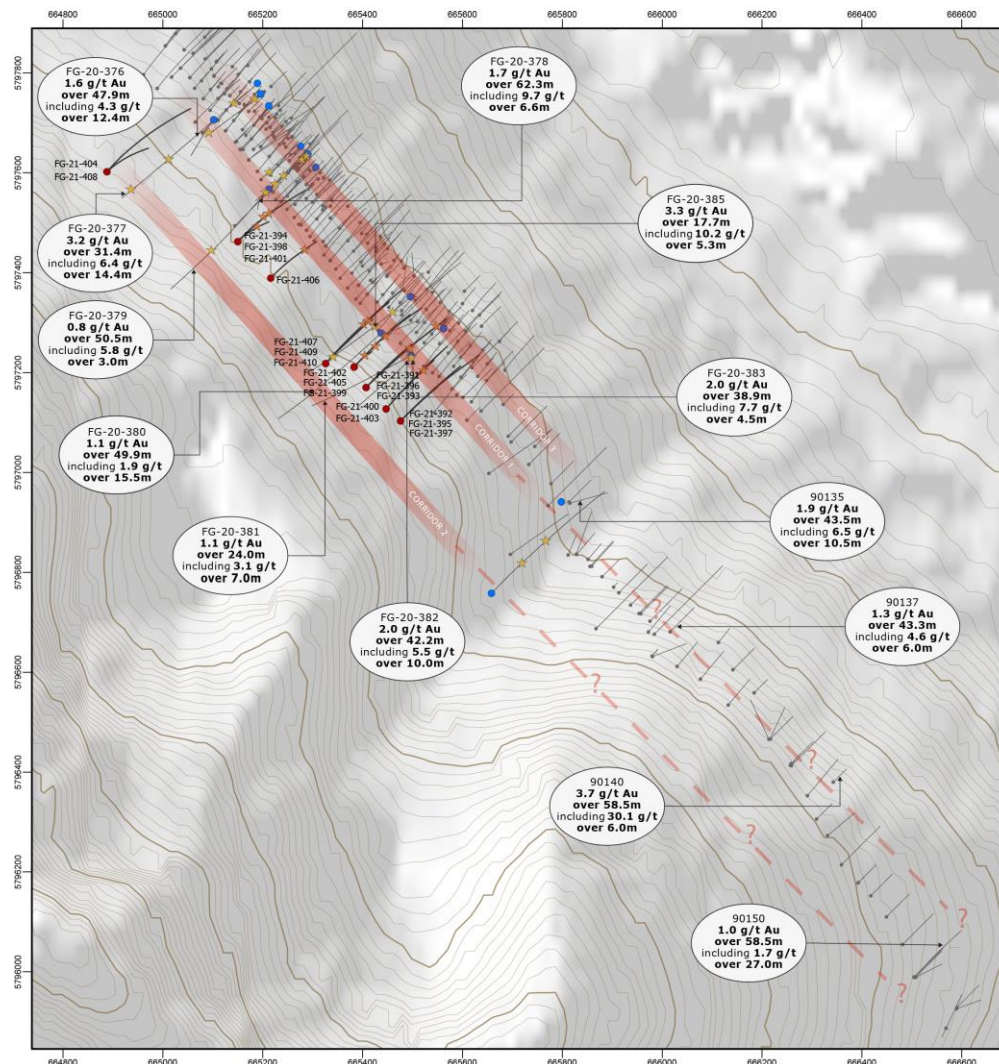 664800 665000 665200 665400 665600 665800 666000 666200 666400 666600
5797800
5797600
5797400
5797200
5797000
5796800
5796600
5796400
5796200
5796000
FG-20-376
1.6 g/t Au
over 47.9m
including 4.3 g/t
over 12.4m
FG-20-378
1.7 g/t Au
over 62.3m
including 9.7 g/t
over 6.6m
FG-21-404
FG-21-408
FG-20-377
3.2 g/t Au
over 31.4m
including 6.4 g/t
over 14.4m
FG-20-385
3.3 g/t Au
over 17.7m
including 10.2 g/t
over 5.3m
FG-21-394
FG-21-398
FG-21-401
FG-21-406
FG-20-379
0.8 g/t Au
over 50.5m
including 5.8 g/t
over 3.0m
FG-21-407
FG-21-409
FG-21-410
FG-21-402
FG-21-405
FG-21-399
FG-21-391
FG-21-396
FG-21-393
FG-21-400
FG-21-403
FG-21-392
FG-21-395
FG-21-397
FG-20-383
2.0 g/t Au
over 38.9m
including 7.7 g/t
over 4.5m
CORRIDOR 3
CORRIDOR 1
CORRIDOR 2
FG-20-380
1.1 g/t Au
over 49.9m
including 1.9 g/t
over 15.5m
90135
1.9 g/t Au
over 43.5m
including 6.5 g/t
over 10.5m
FG-20-381
1.1 g/t Au
over 24.0m
including 3.1 g/t
over 7.0m
FG-20-382
2.0 g/t Au
over 42.2m
including 5.5 g/t
over 10.0m
90137
1.3 g/t Au
over 43.3m
including 4.6 g/t
over 6.0m
?
?
?
?
?
?
90140
3.7 g/t Au
over 58.5m
including 30.1 g/t
over 6.0m
90150
1.0 g/t Au
over 58.5m
including 1.7 g/t
over 27.0m
664800 665000 665200 665400 665600 665800 666000 666200 666400 666600